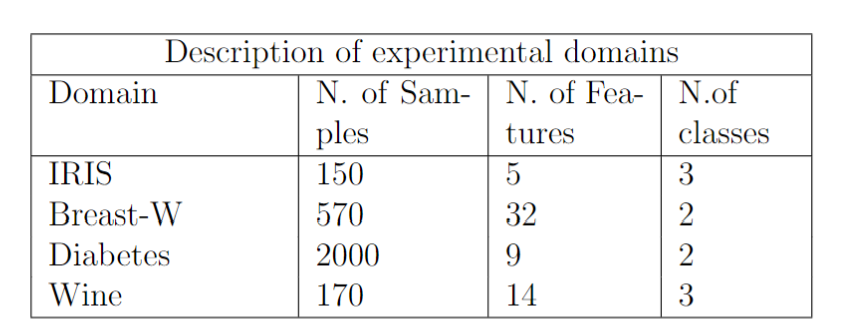 Description of experimental domains
Domain N. of Sam- N. of Fea- N.of
ples tures classes
IRIS 150 5 3
Breast-W 570 32 2
Diabetes 2000 9 2
Wine 170 14 3